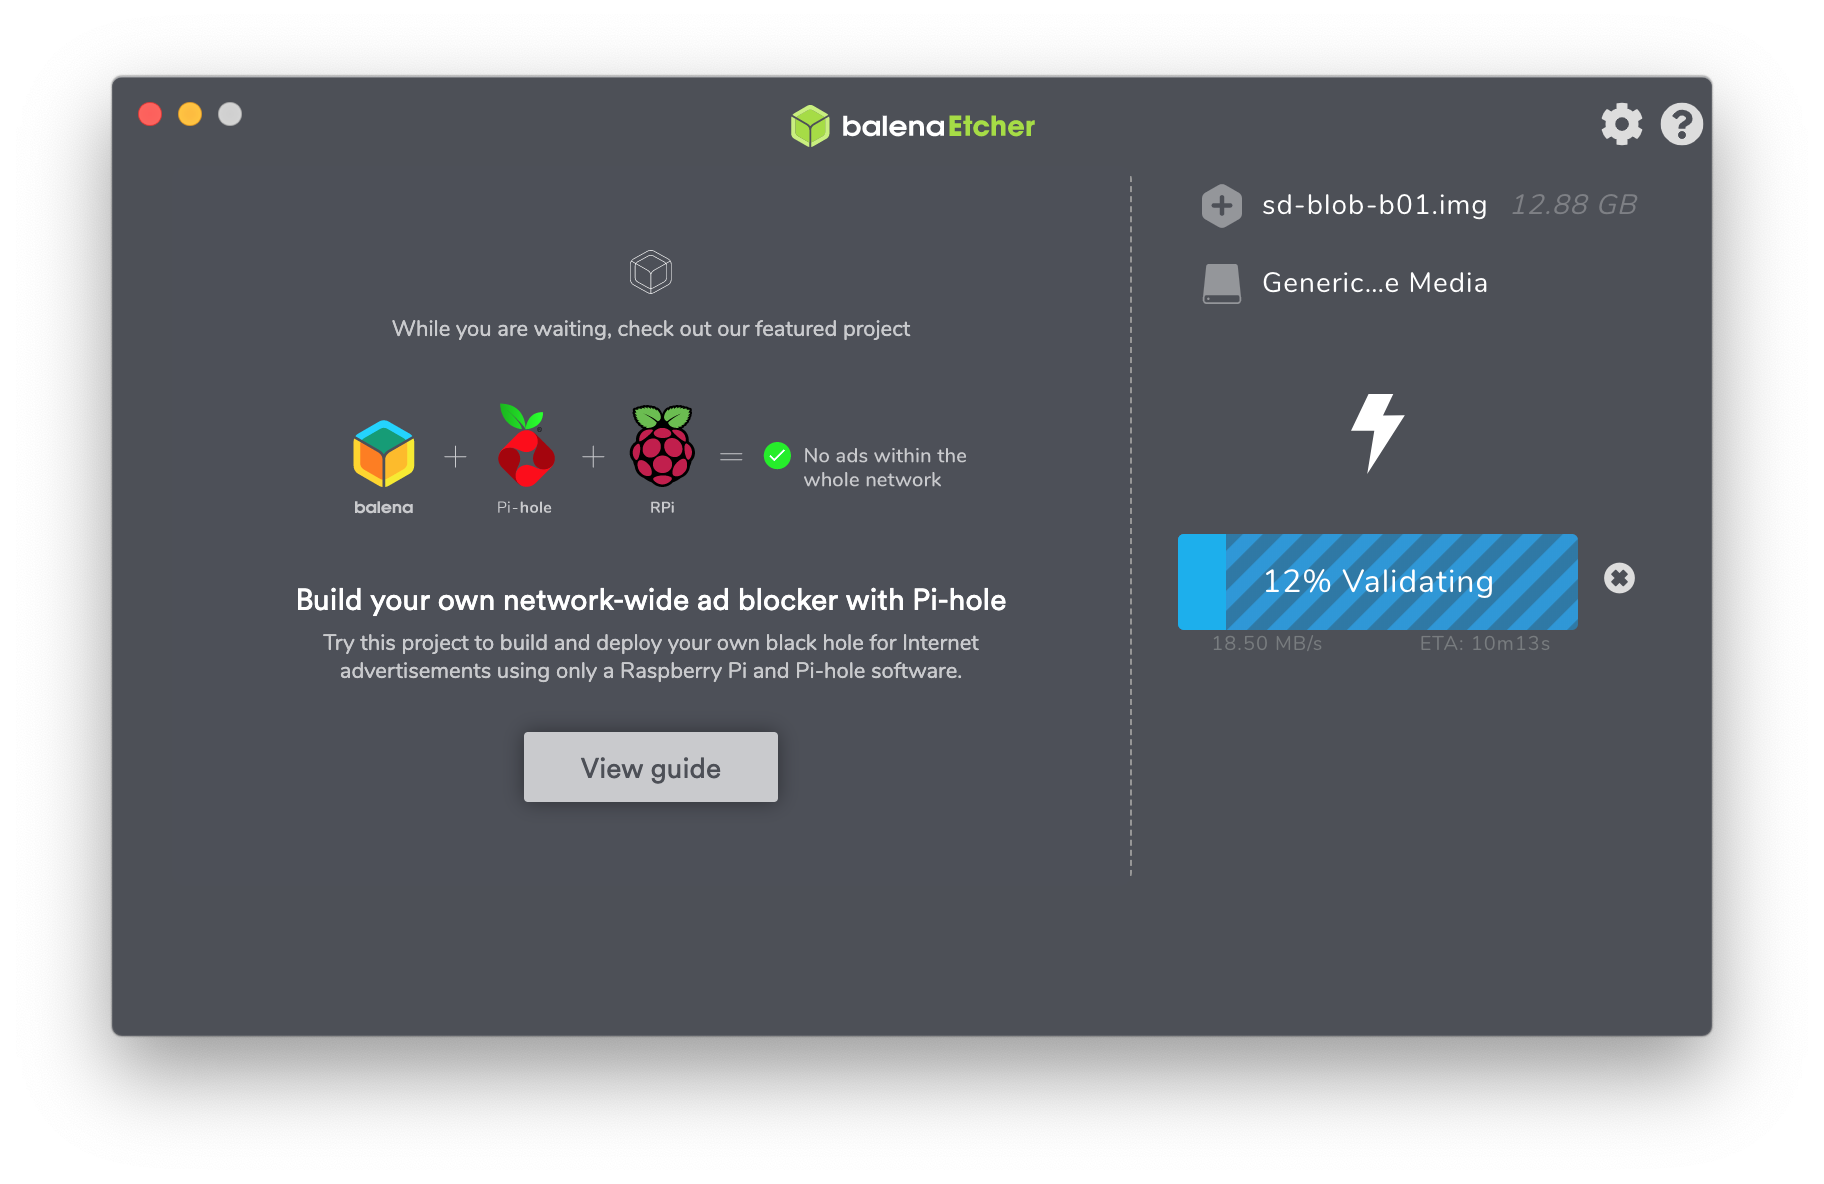 balenaEtcher
While you are waiting, check out our featured project
balena
Pi-hole
RPi
No ads within the
whole network
Build your own network-wide ad blocker with Pi-hole
Try this project to build and deploy your own black hole for Internet
advertisements using only a Raspberry Pi and Pi-hole software.
View guide
sd-blob-b01.img 12.88 GB
Generic...e Media
12% Validating
18.50 MB/s ETA: 10m13s